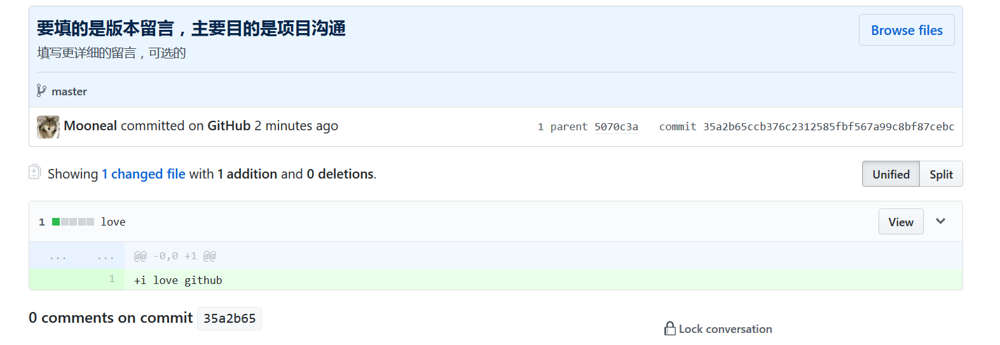 要填的是版本留言，主要目的是项目沟通
Browse files
填写更详细的留言，可选的
master
Mooneal committed on GitHub 2 minutes ago
1 parent 5070c3a commit 35a2b65ccb376c2312585fbf567a99c8bf87cebc
Showing 1 changed file with 1 addition and 0 deletions.
Unified Split
1 love
View
... ... @@ -0,0 +1 @@
1 +i love github
0 comments on commit 35a2b65
Lock conversation